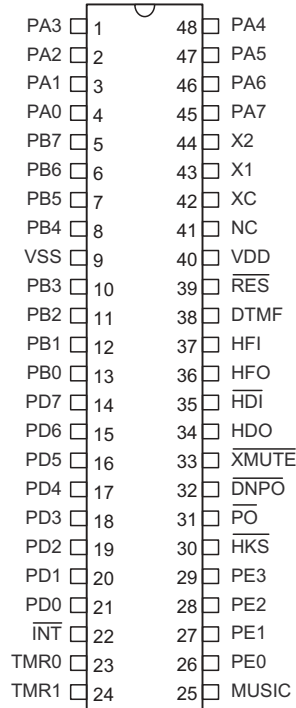 PA3 1 48 PA4
PA2 2 47 PA5
PA1 3 46 PA6
PA0 4 45 PA7
PB7 5 44 X2
PB6 6 43 X1
PB5 7 42 XC
PB4 8 41 NC
VSS 9 40 VDD
PB3 10 39 RES
PB2 11 38 DTMF
PB1 12 37 HFI
PB0 13 36 HFO
PD7 14 35 HDI
PD6 15 34 HDO
PD5 16 33 XMUTE
PD4 17 32 DNPO
PD3 18 31 PO
PD2 19 30 HKS
PD1 20 29 PE3
PD0 21 28 PE2
INT 22 27 PE1
TMR0 23 26 PE0
TMR1 24 25 MUSIC